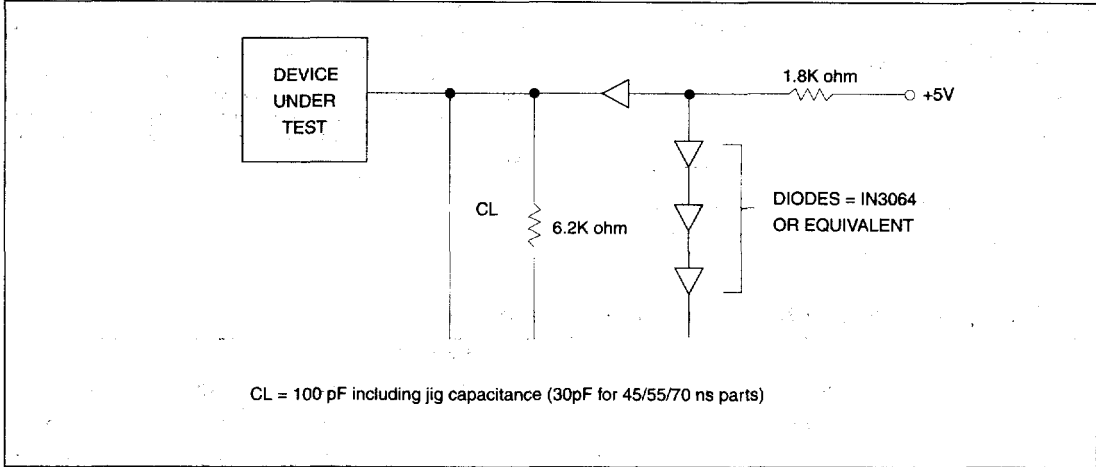 DEVICE
UNDER
TEST
1.8K ohm
+5V
CL
6.2K ohm
DIODES = IN3064
OR EQUIVALENT
CL = 100 pF including jig capacitance (30pF for 45/55/70 ns parts)